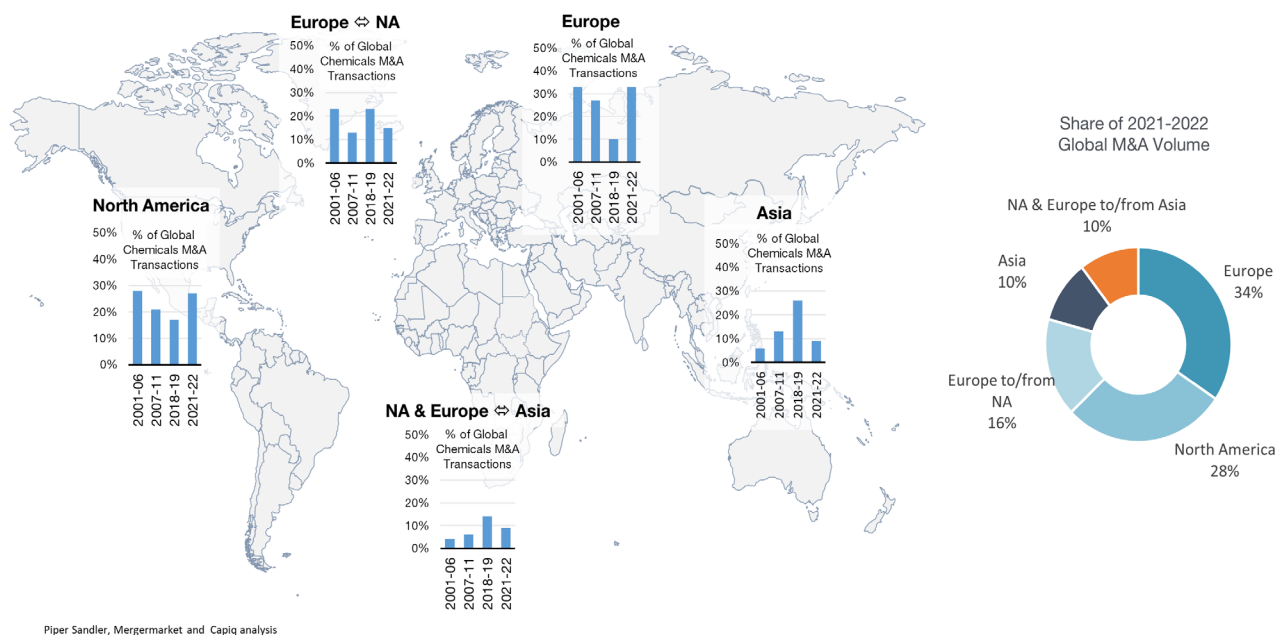 Europe ⇔ NA
% of Global
Chemicals M&A
Transactions
50%
40%
30%
20%
10%
0%
2001-06
2007-11
2018-19
2021-22
Europe
% of Global
Chemicals M&A
Transactions
50%
40%
30%
20%
10%
0%
2001-06
2007-11
2018-19
2021-22
North America
% of Global
Chemicals M&A
Transactions
50%
40%
30%
20%
10%
0%
2001-06
2007-11
2018-19
2021-22
Asia
% of Global
Chemicals M&A
Transactions
50%
40%
30%
20%
10%
0%
2001-06
2007-11
2018-19
2021-22
NA & Europe ⇔ Asia
% of Global
Chemicals M&A
Transactions
50%
40%
30%
20%
10%
0%
2001-06
2007-11
2018-19
2021-22
Share of 2021-2022
Global M&A Volume
NA & Europe to/from Asia
10%
Asia
10%
Europe
34%
Europe to/from
NA
16%
North America
28%
Piper Sandler, Mergermarket and Capiq analysis